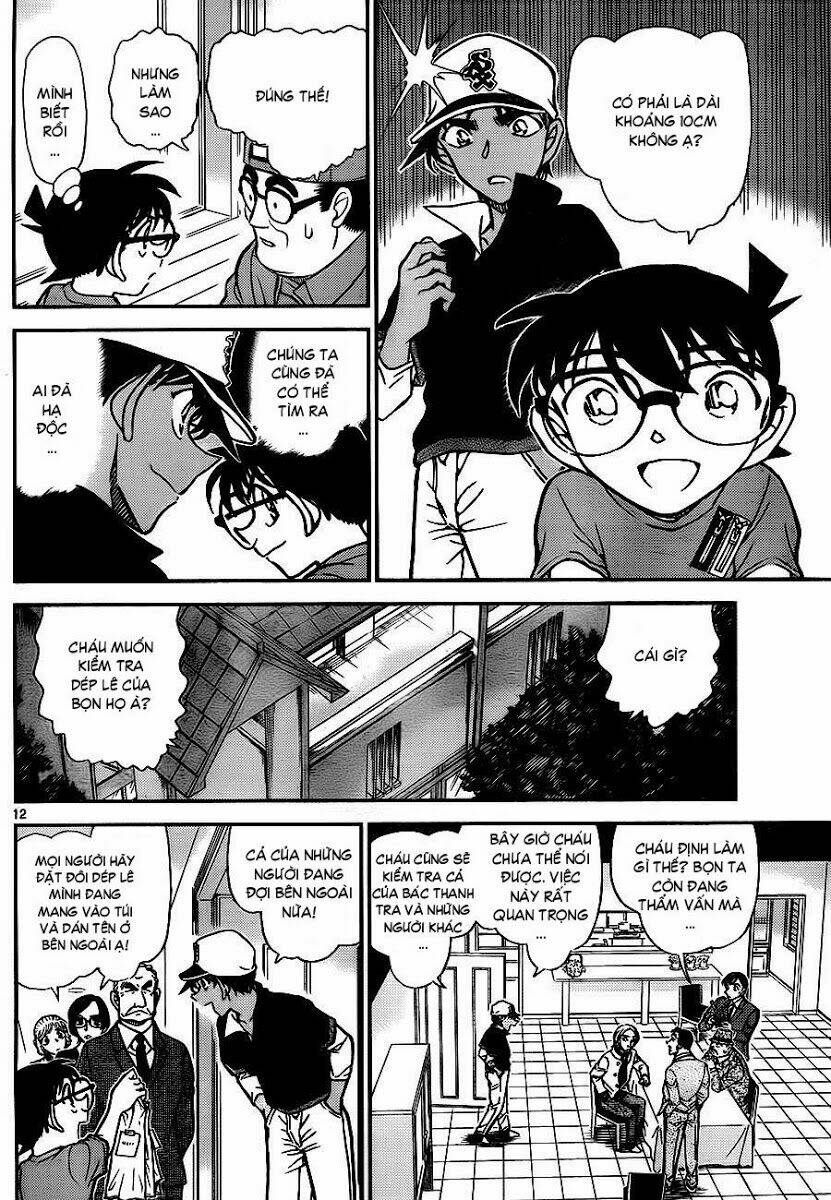 CÓ PHẢI LÀ DÀI
KHOẢNG 10CM
KHÔNG Ạ?
ĐÚNG THẾ!
NHƯNG
LÀM
SAO
...
MÌNH
BIẾT
RỒI
...
CHÚNG TA
CŨNG ĐÃ
CÓ THỂ
TÌM RA
AI ĐÃ
HẠ
ĐỘC
...
CÁI GÌ?
CHÁU MUỐN
KIỂM TRA
DÉP LÊ CỦA
BỌN HỌ À?
12
CHÁU ĐỊNH LÀM
GÌ THẾ? BỌN TA
CÒN ĐANG
THẨM VẤN MÀ
...
BÂY GIỜ CHÁU
CHƯA THỂ NÓI
ĐƯỢC. VIỆC
NÀY RẤT
QUAN TRỌNG
...
CHÁU CŨNG SẼ
KIỂM TRA CẢ
CỦA BÁC THANH
TRA VÀ NHỮNG
NGƯỜI KHÁC
...
CẢ CỦA NHỮNG
NGƯỜI ĐANG
ĐỢI BÊN NGOÀI
NỮA!
MỌI NGƯỜI HÃY
ĐẶT ĐÔI DÉP LÊ
MÌNH ĐANG
MANG VÀO TÚI
VÀ DÁN TÊN Ở
BÊN NGOÀI Ạ!